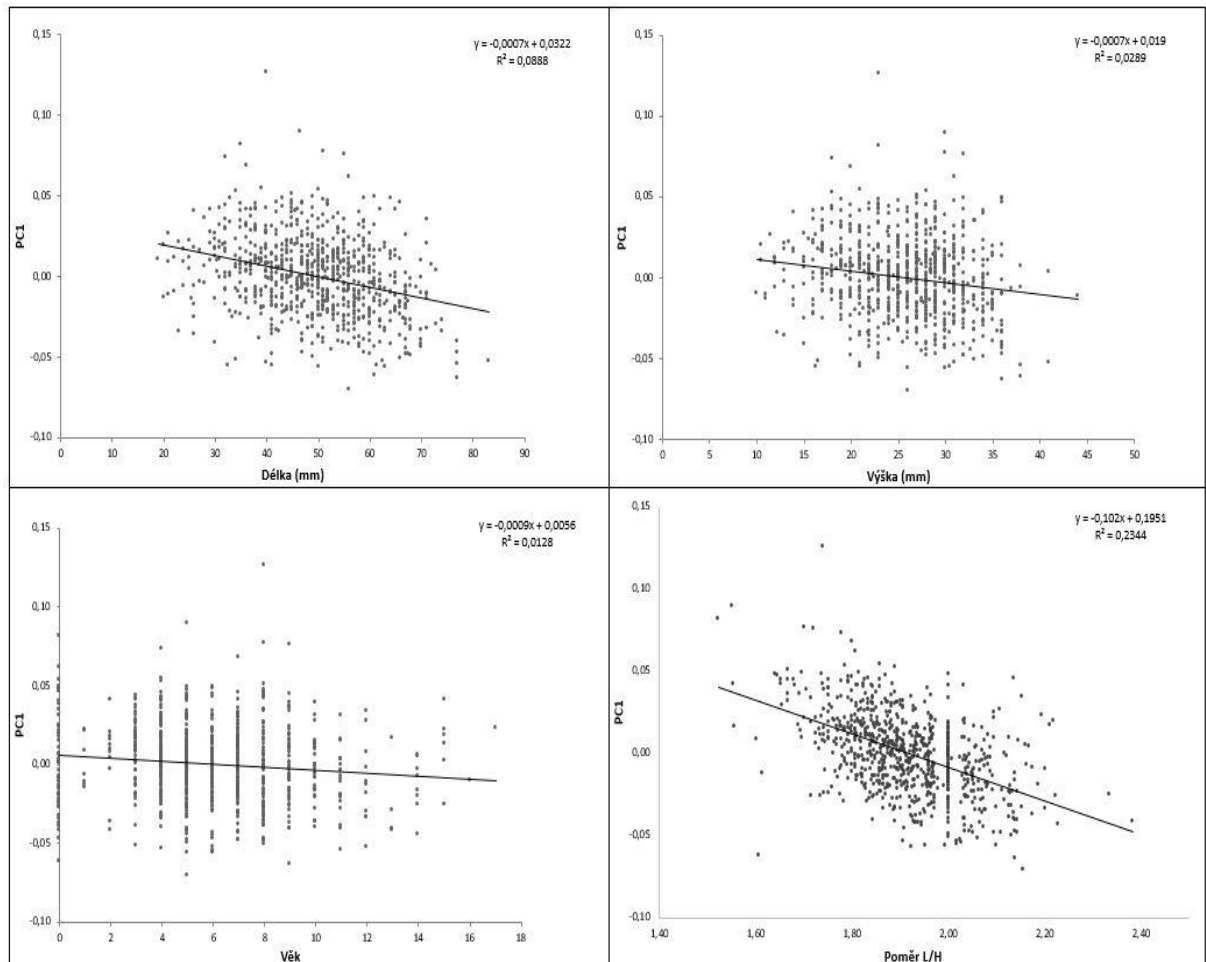 y = -0,0007x + 0,0322
R² = 0,0888
0,15
0,10
0,05
0,00
-0,05
-0,10
PC1
0 10 20 30 40 50 60 70 80 90
Délka (mm)
y = -0,0007x + 0,019
R² = 0,0289
0,15
0,10
0,05
0,00
-0,05
-0,10
PC1
0 5 10 15 20 25 30 35 40 45 50
Výška (mm)
y = -0,0009x + 0,0056
R² = 0,0128
0,15
0,10
0,05
0,00
-0,05
-0,10
PC1
0 2 4 6 8 10 12 14 16 18
Věk
y = -0,102x + 0,1951
R² = 0,2344
0,15
0,10
0,05
0,00
-0,05
-0,10
PC1
1,40 1,60 1,80 2,00 2,20 2,40
Poměr L/H